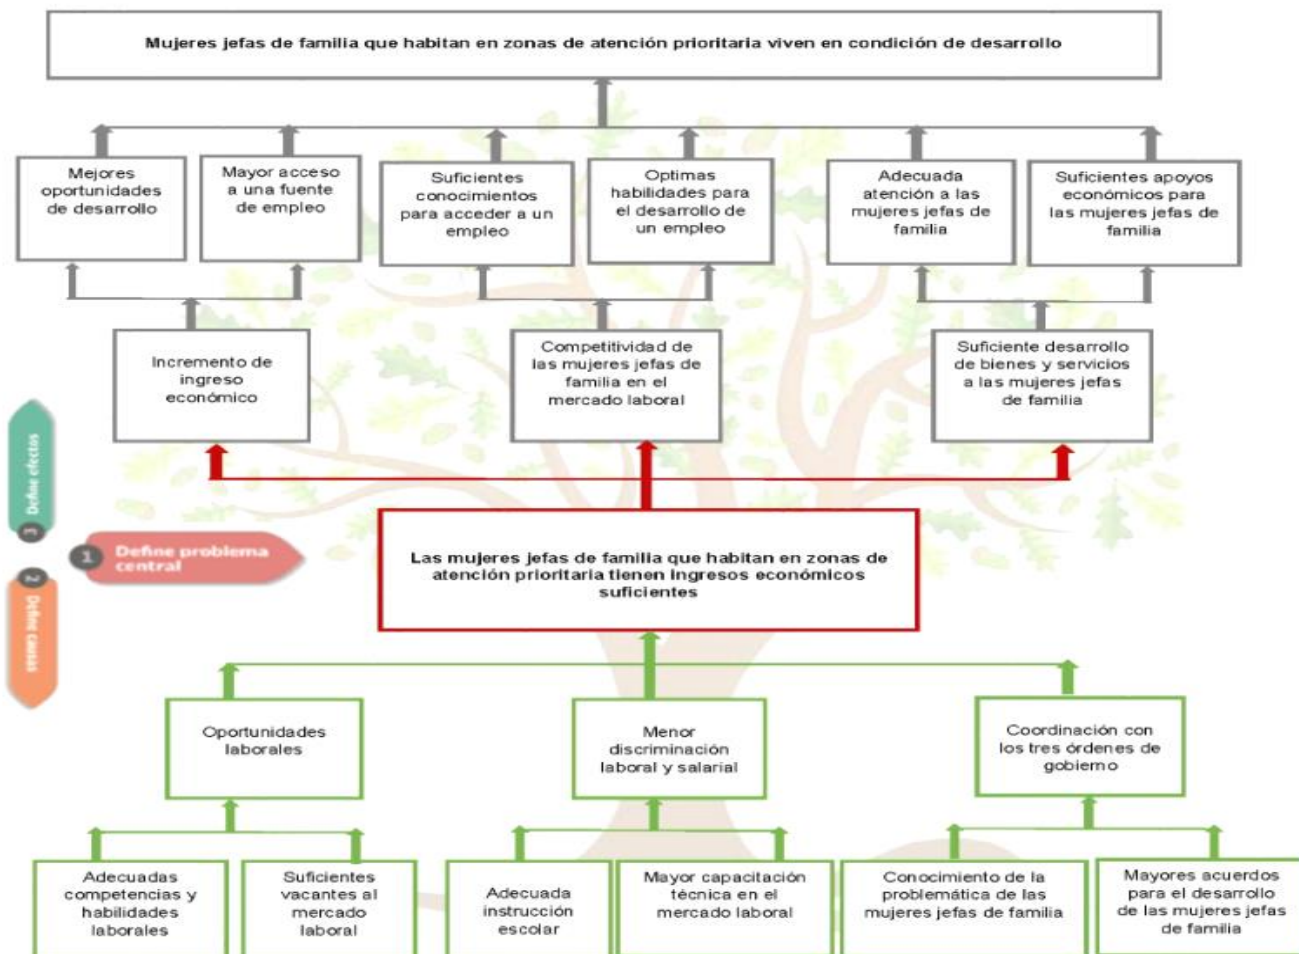 Mujeres jefas de familia que habitan en zonas de atención prioritaria viven en condición de desarrollo
Mejores
oportunidades
de desarrollo
Mayor acceso
a una fuente
de empleo
Suficientes
conocimientos
para acceder a un
empleo
Optimas
habilidades para
el desarrollo de
un empleo
Adecuada
atención a las
mujeres jefas de
familia
Suficientes apoyos
económicos para
las mujeres jefas de
familia
Incremento de
ingreso
económico
Competitividad de
las mujeres jefas de
familia en el
mercado laboral
Suficiente desarrollo
de bienes y servicios
a las mujeres jefas
de familia
3 Define efectos
1 Define problema
central
2 Define causas
Las mujeres jefas de familia que habitan en zonas de
atención prioritaria tienen ingresos económicos
suficientes
Oportunidades
laborales
Menor
discriminación
laboral y salarial
Coordinación con
los tres órdenes de
gobierno
Adecuadas
competencias y
habilidades
laborales
Suficientes
vacantes al
mercado
laboral
Adecuada
instrucción
escolar
Mayor capacitación
técnica en el
mercado laboral
Conocimiento de la
problemática de las
mujeres jefas de familia
Mayores acuerdos
para el desarrollo
de las mujeres jefas
de familia